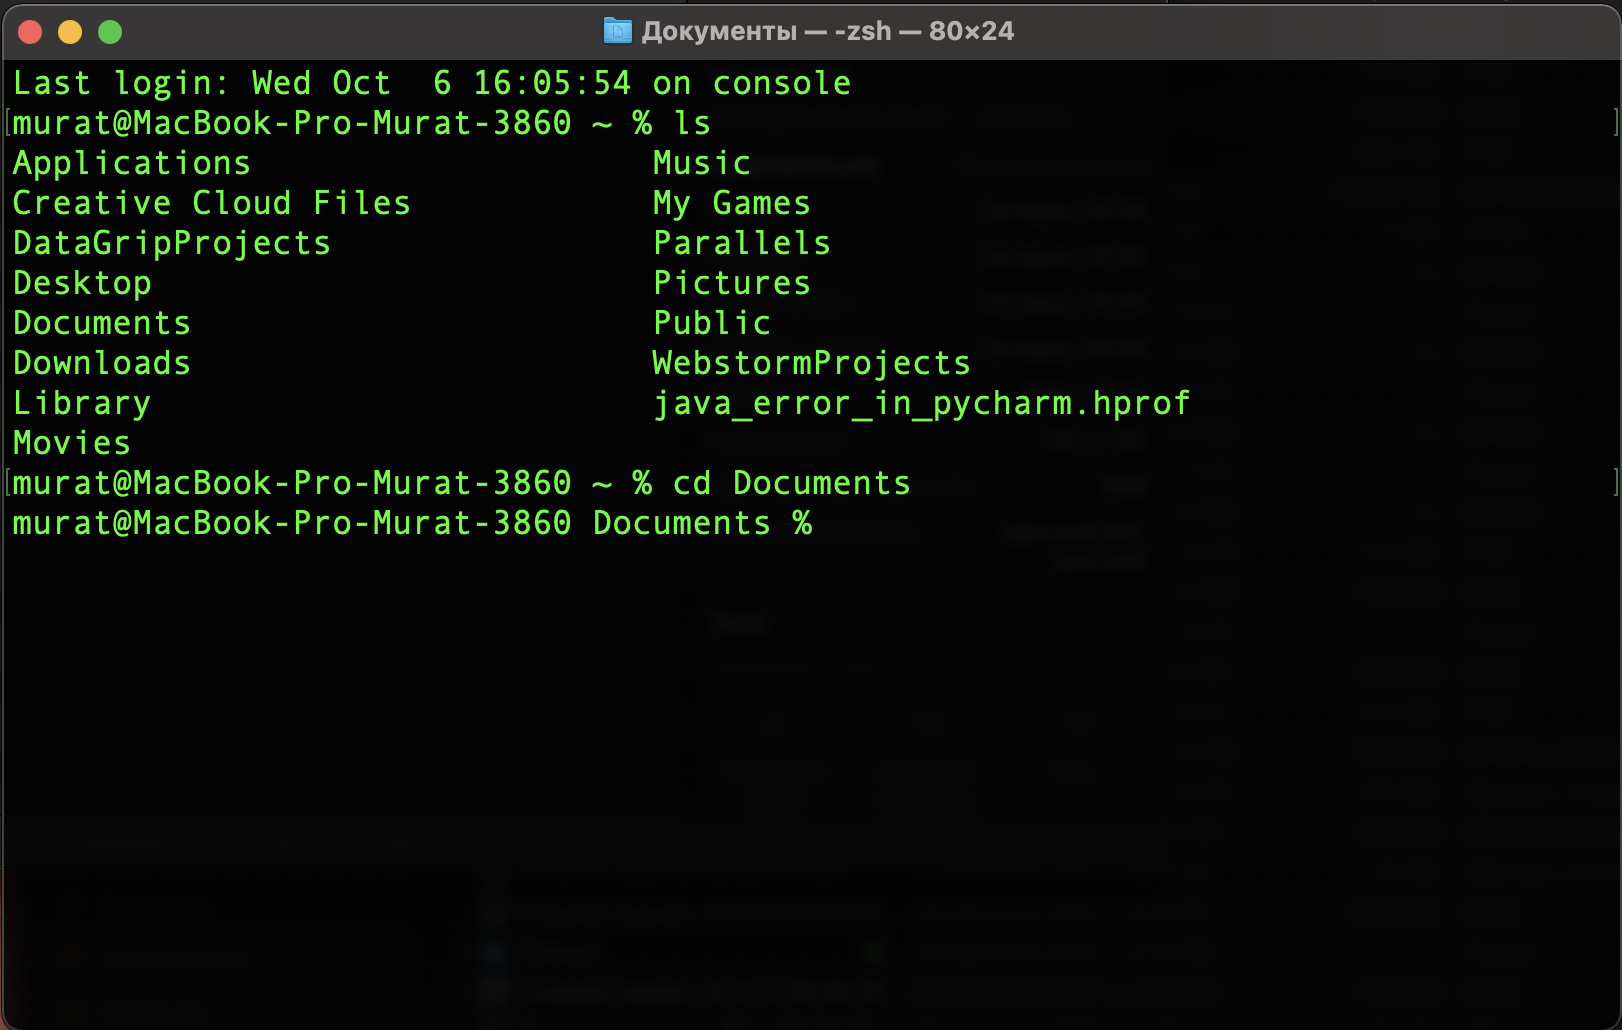 Документы — -zsh — 80×24
Last login: Wed Oct  6 16:05:54 on console
murat@MacBook-Pro-Murat-3860 ~ % ls
Applications                    Music
Creative Cloud Files            My Games
DataGripProjects                Parallels
Desktop                         Pictures
Documents                       Public
Downloads                       WebstormProjects
Library                         java_error_in_pycharm.hprof
Movies
murat@MacBook-Pro-Murat-3860 ~ % cd Documents
murat@MacBook-Pro-Murat-3860 Documents %